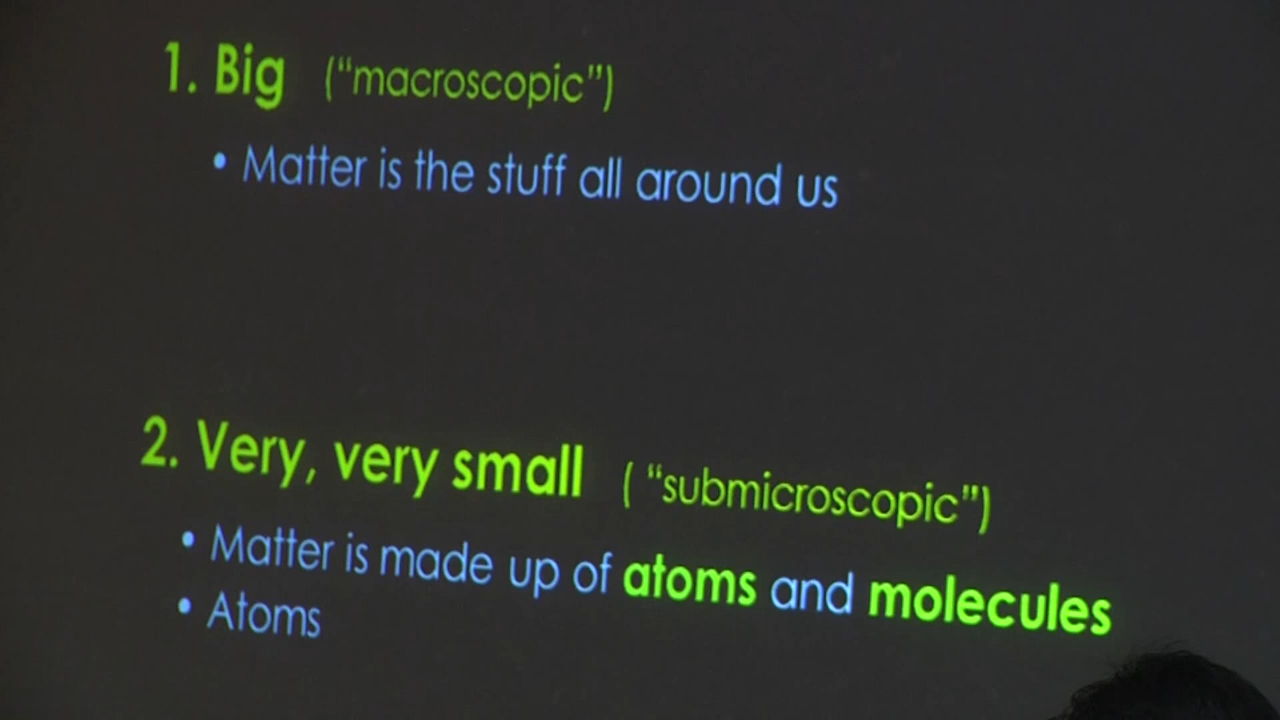 1. Big (“macroscopic”)
• Matter is the stuff all around us
2. Very, very small ( “submicroscopic”)
• Matter is made up of atoms and molecules
• Atoms